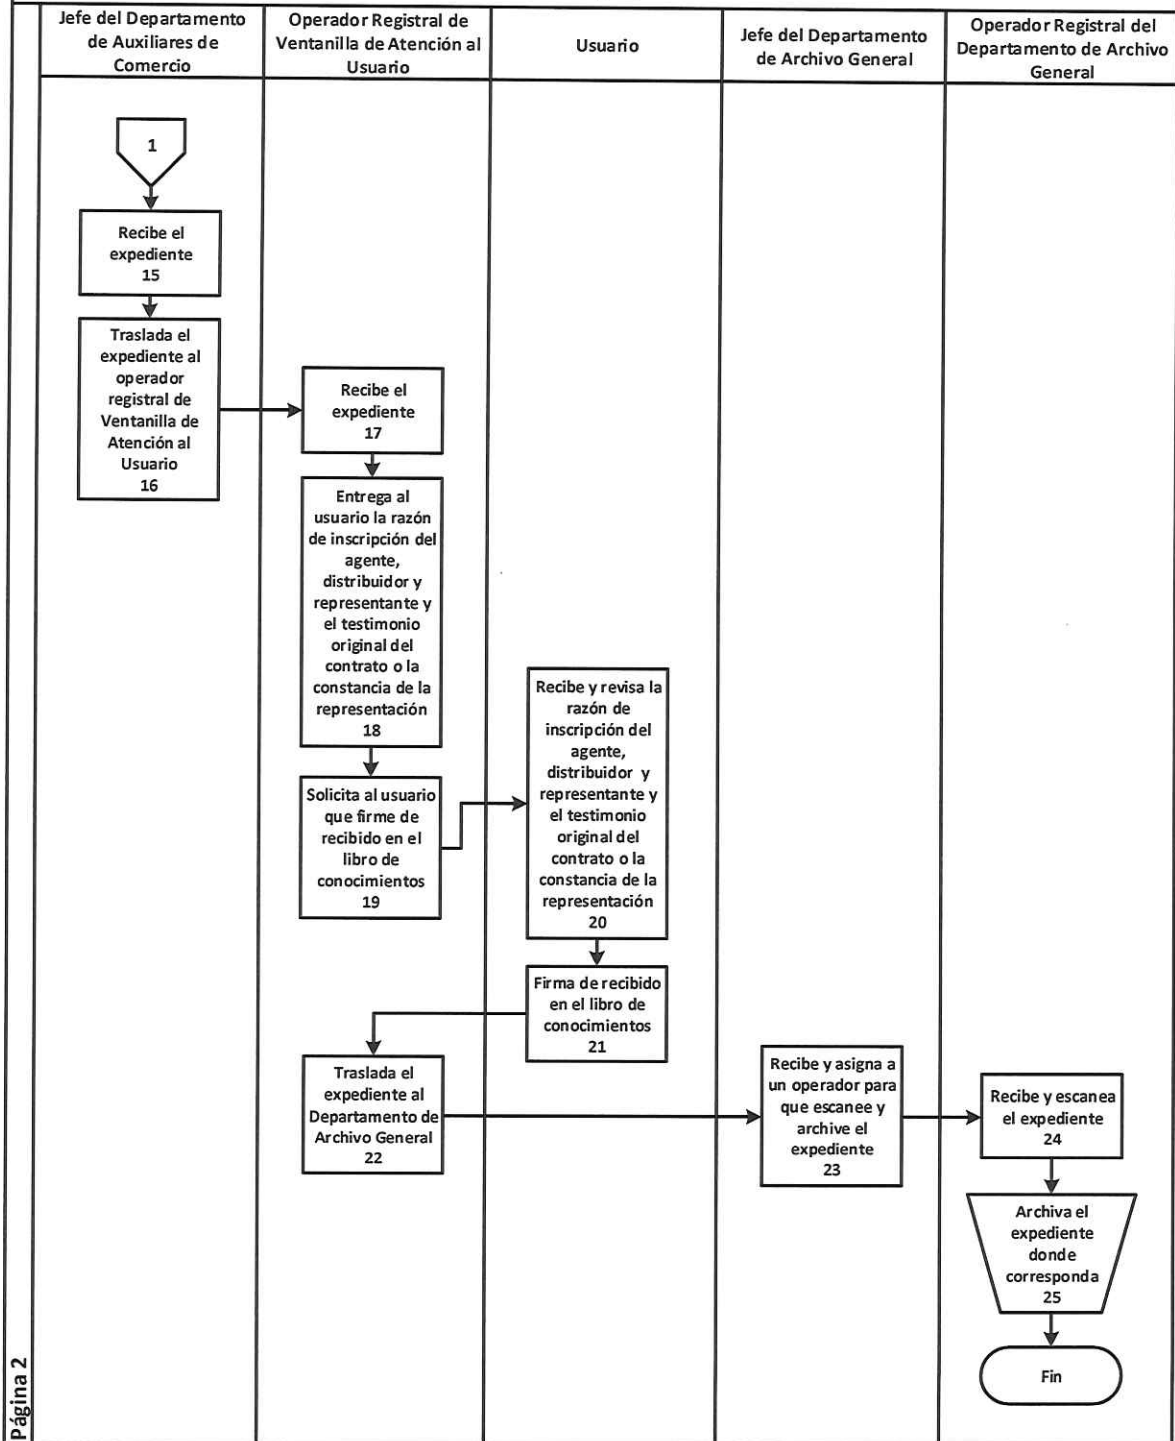 Jefe del Departamento
de Auxiliares de
Comercio
Operador Registral de
Ventanilla de Atención al
Usuario
Usuario
Jefe del Departamento
de Archivo General
Operador Registral del
Departamento de Archivo
General
1
Recibe el
expediente
15
Traslada el
expediente al
operador
registral de
Ventanilla de
Atención al
Usuario
16
Recibe el
expediente
17
Entrega al
usuario la razón
de inscripción del
agente,
distribuidor y
representante y
el testimonio
original del
contrato o la
constancia de la
representación
18
Solicita al usuario
que firme de
recibido en el
libro de
conocimientos
19
Recibe y revisa la
razón de
inscripción del
agente,
distribuidor y
representante y
el testimonio
original del
contrato o la
constancia de la
representación
20
Firma de recibido
en el libro de
conocimientos
21
Traslada el
expediente al
Departamento de
Archivo General
22
Recibe y asigna a
un operador para
que escanee y
archive el
expediente
23
Recibe y escanea
el expediente
24
Archiva el
expediente
donde
corresponda
25
Fin
Página 2